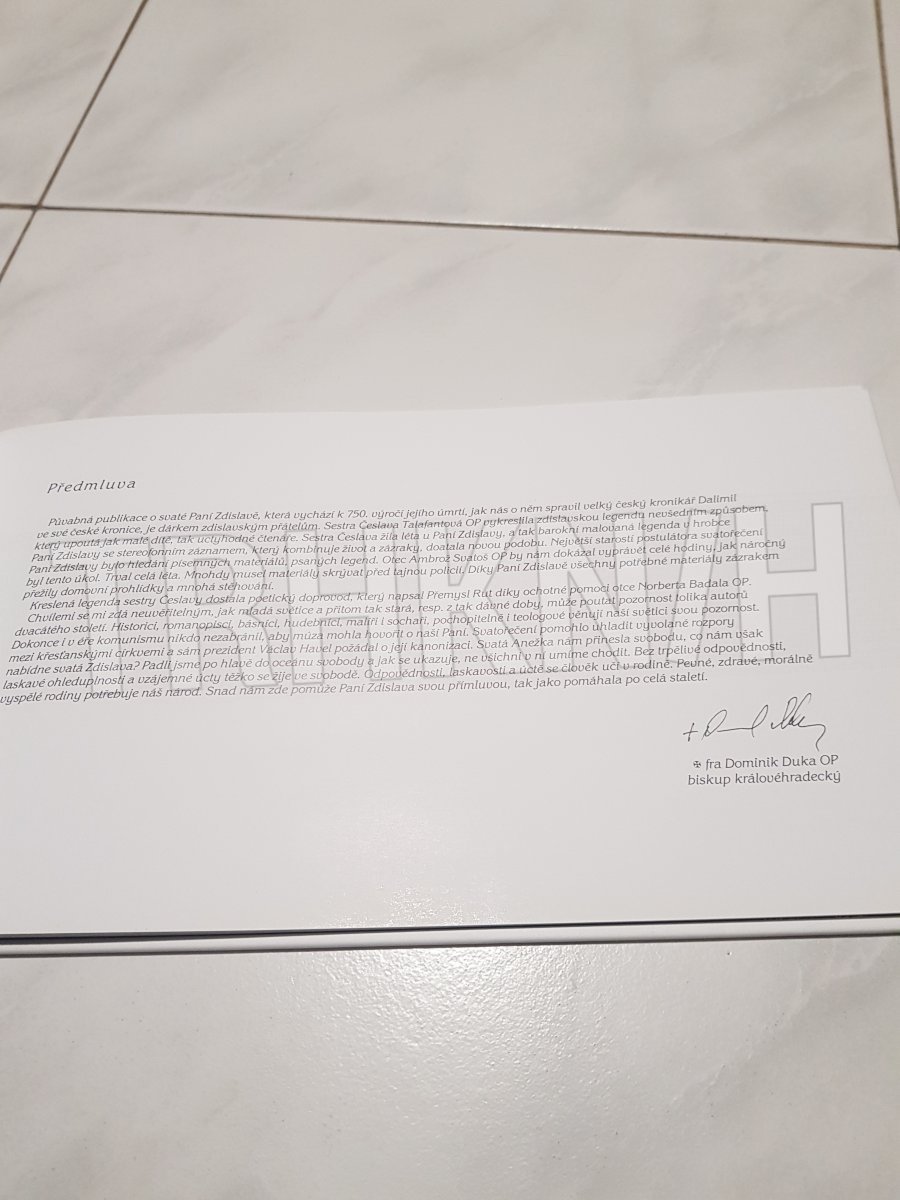 Předmluva
Půvabná publikace o svaté Paní Zdislavě, která vychází k 750. výročí jejího úmrtí, jak nás o něm spravil velký český kronikář Dalimil
ve své české kronice, je dárkem zdislavským přátelům. Sestra Česlava Talafantová OP vykreslila zdislavskou legendu nevšedním způsobem,
který upoutá jak malé dítě, tak úctyhodné čtenáře. Sestra Česlava žila léta u Paní Zdislavy, a tak barokní malovaná legenda v hrobce
Paní Zdislavy se stereofonním záznamem, který kombinuje život a zázraky, doatala novou podobu. Největší starostí postulátora svatořečení
Paní Zdislavy bylo hledání písemných materiálů, psaných legend. Otec Ambrož Svatoš OP by nám dokázal vyprávět celé hodiny, jak náročný
byl tento úkol. Trval celá léta. Mnohdy musel materiály skrývat před tajnou policií. Díky Paní Zdislavě všechny potřebné materiály zázrakem
přežily domovní prohlídky a mnohá stěhování.
Kreslená legenda sestry Česlavy dostala poetický doprovod, který napsal Přemysl Rut díky ochotné pomoci otce Norberta Badala OP.
Chvílemi se mi zdá neuvěřitelným, jak mladá světice a přitom tak stará, resp. z tak dávné doby, může poutat pozornost tolika autorů
dvacátého století. Historici, romanopisci, básníci, hudebníci, malíři i sochaři, pochopitelně i teologové věnují naší světici svou pozornost.
Dokonce i v éře komunismu nikdo nezabránil, aby múza mohla hovořit o naší Paní. Svatořečení pomohlo uhladit vyvolané rozpory
mezi křesťanskými církvemi a sám prezident Václav Havel požádal o její kanonizaci. Svatá Anežka nám přinesla svobodu, co nám však
nabídne svatá Zdislava? Padli jsme po hlavě do oceánu svobody a jak se ukazuje, ne všichni v ní umíme chodit. Bez trpělivé odpovědnosti,
laskavé ohleduplnosti a vzájemné úcty těžko se žije ve svobodě. Odpovědnosti, laskavosti a úctě se člověk učí v rodině. Pevné, zdravé, morálně
vyspělé rodiny potřebuje náš národ. Snad nám zde pomůže Paní Zdislava svou přímluvou, tak jako pomáhala po celá staletí.
✠ fra Dominik Duka OP
biskup královéhradecký